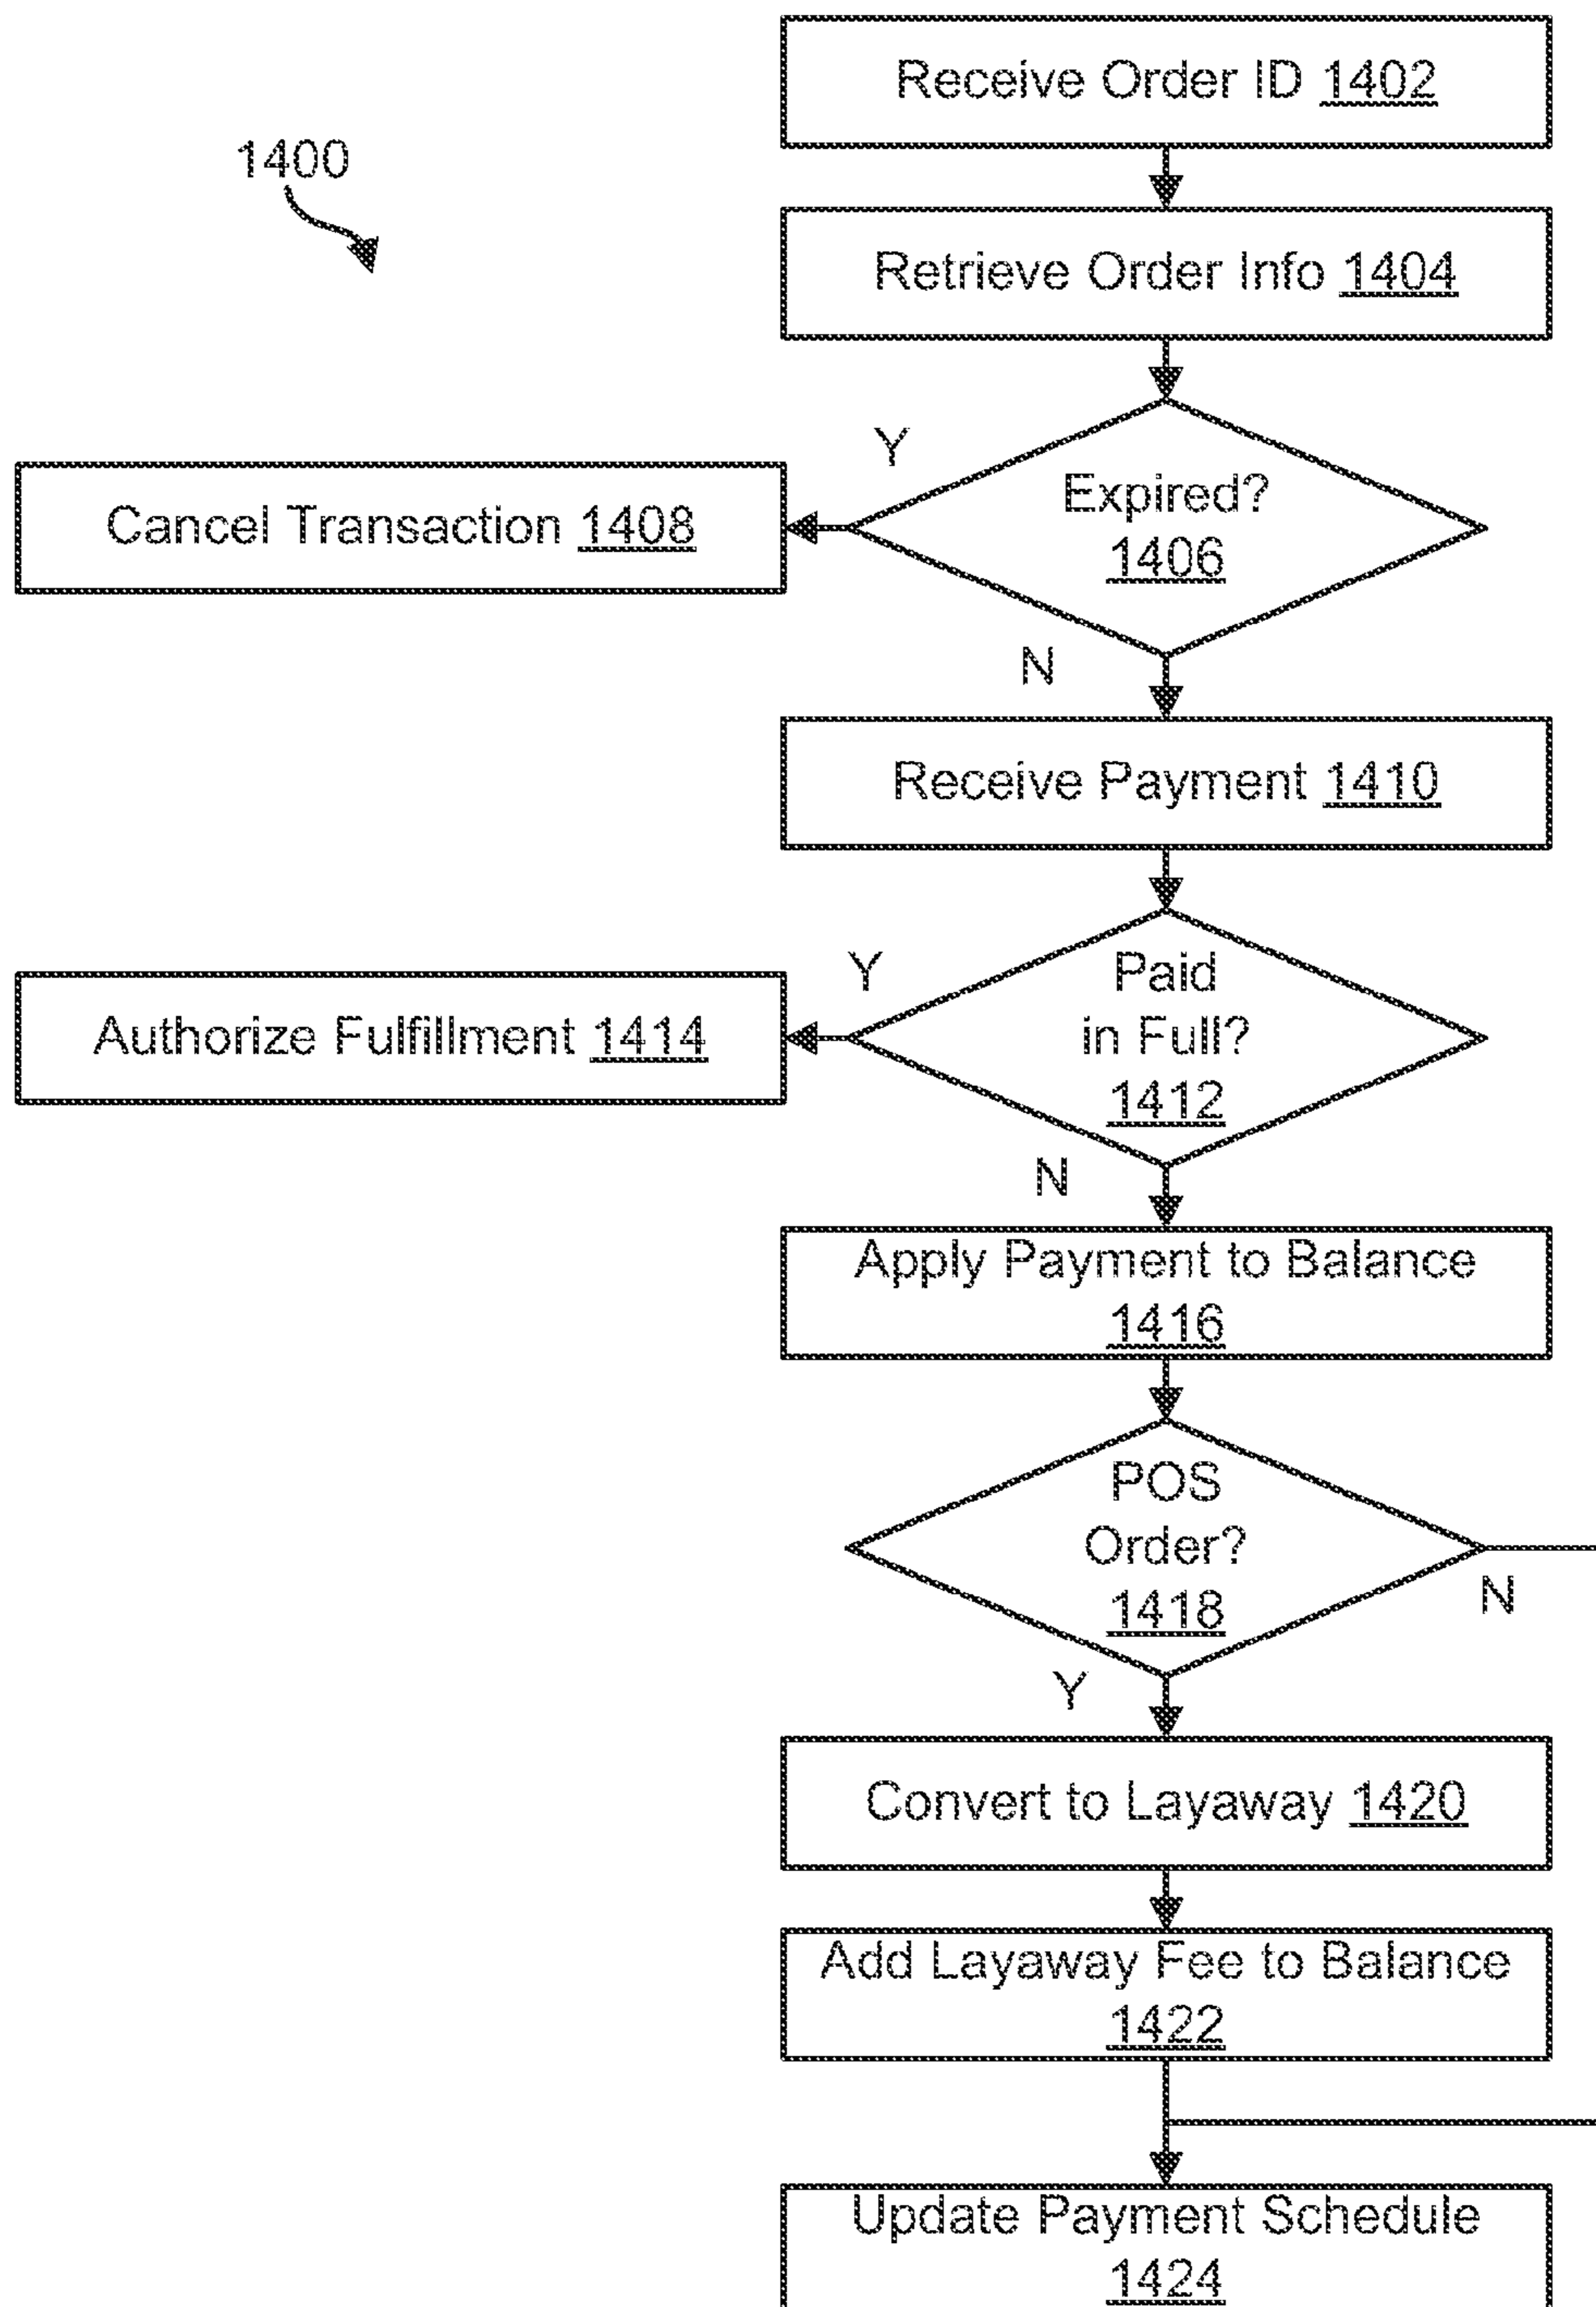 Receive Order ID 1402
1400
Retrieve Order Info 1404
Y
Expired?
1406
Cancel Transaction 1408
N
Receive Payment 1410
Y
Paid
in Full?
1412
Authorize Fulfillment 1414
N
Apply Payment to Balance
1416
POS
Order?
1418
N
Y
Convert to Layaway 1420
Add Layaway Fee to Balance
1422
Update Payment Schedule
1424